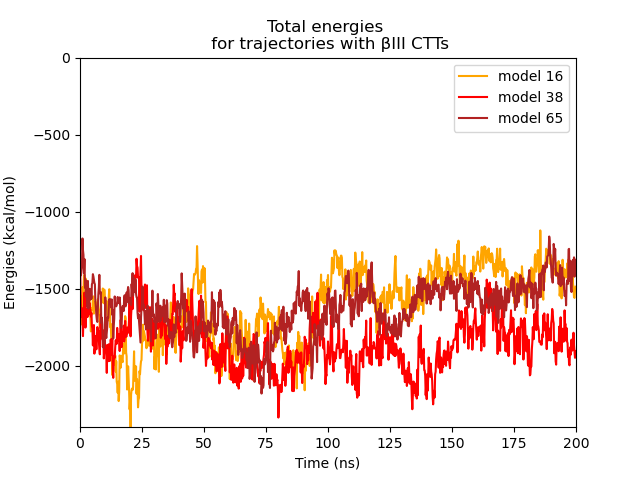 Total energies
for trajectories with βIII CTTs
model 16
model 38
model 65
0
−500
−1000
−1500
−2000
Energies (kcal/mol)
0 25 50 75 100 125 150 175 200
Time (ns)